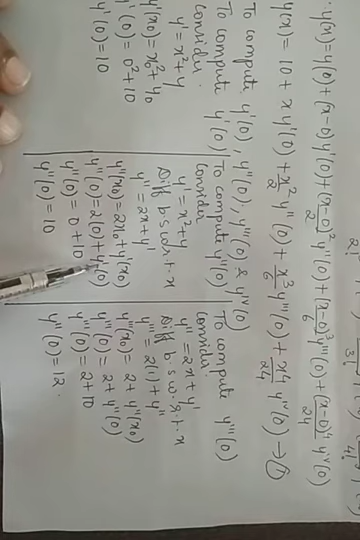 y(x)=y(0)+(x-0)y'(0)+(x-0)²/2 y''(0)+(x-0)³/6 y'''(0)+(x-0)⁴/24 yⁱᵛ(0)
y(x) = 10 + xy'(0) + x²/2 y''(0) + x³/6 y'''(0) + x⁴/24 yⁱᵛ(0) → ①
To compute y'(0), y''(0), y'''(0) & yⁱᵛ(0)
To compute y'(0)
Consider.
y' = x²+y
y'(x₀) = x₀²+y₀
y'(0) = 0²+10
y'(0) = 10
To compute y''(0)
Consider
y' = x²+y
Diff b s w.r.t. x
y'' = 2x+y'
y''(x₀) = 2x₀+y'(x₀)
y''(0) = 2(0)+y'(0)
y''(0) = 0+10
y''(0) = 10
To compute y'''(0)
Consider.
y'' = 2x+y'
Diff b s w.r.t. x
y''' = 2(1)+y''
y'''(x₀) = 2+y''(x₀)
y'''(0) = 2+y''(0)
y'''(0) = 2+10
y'''(0) = 12.